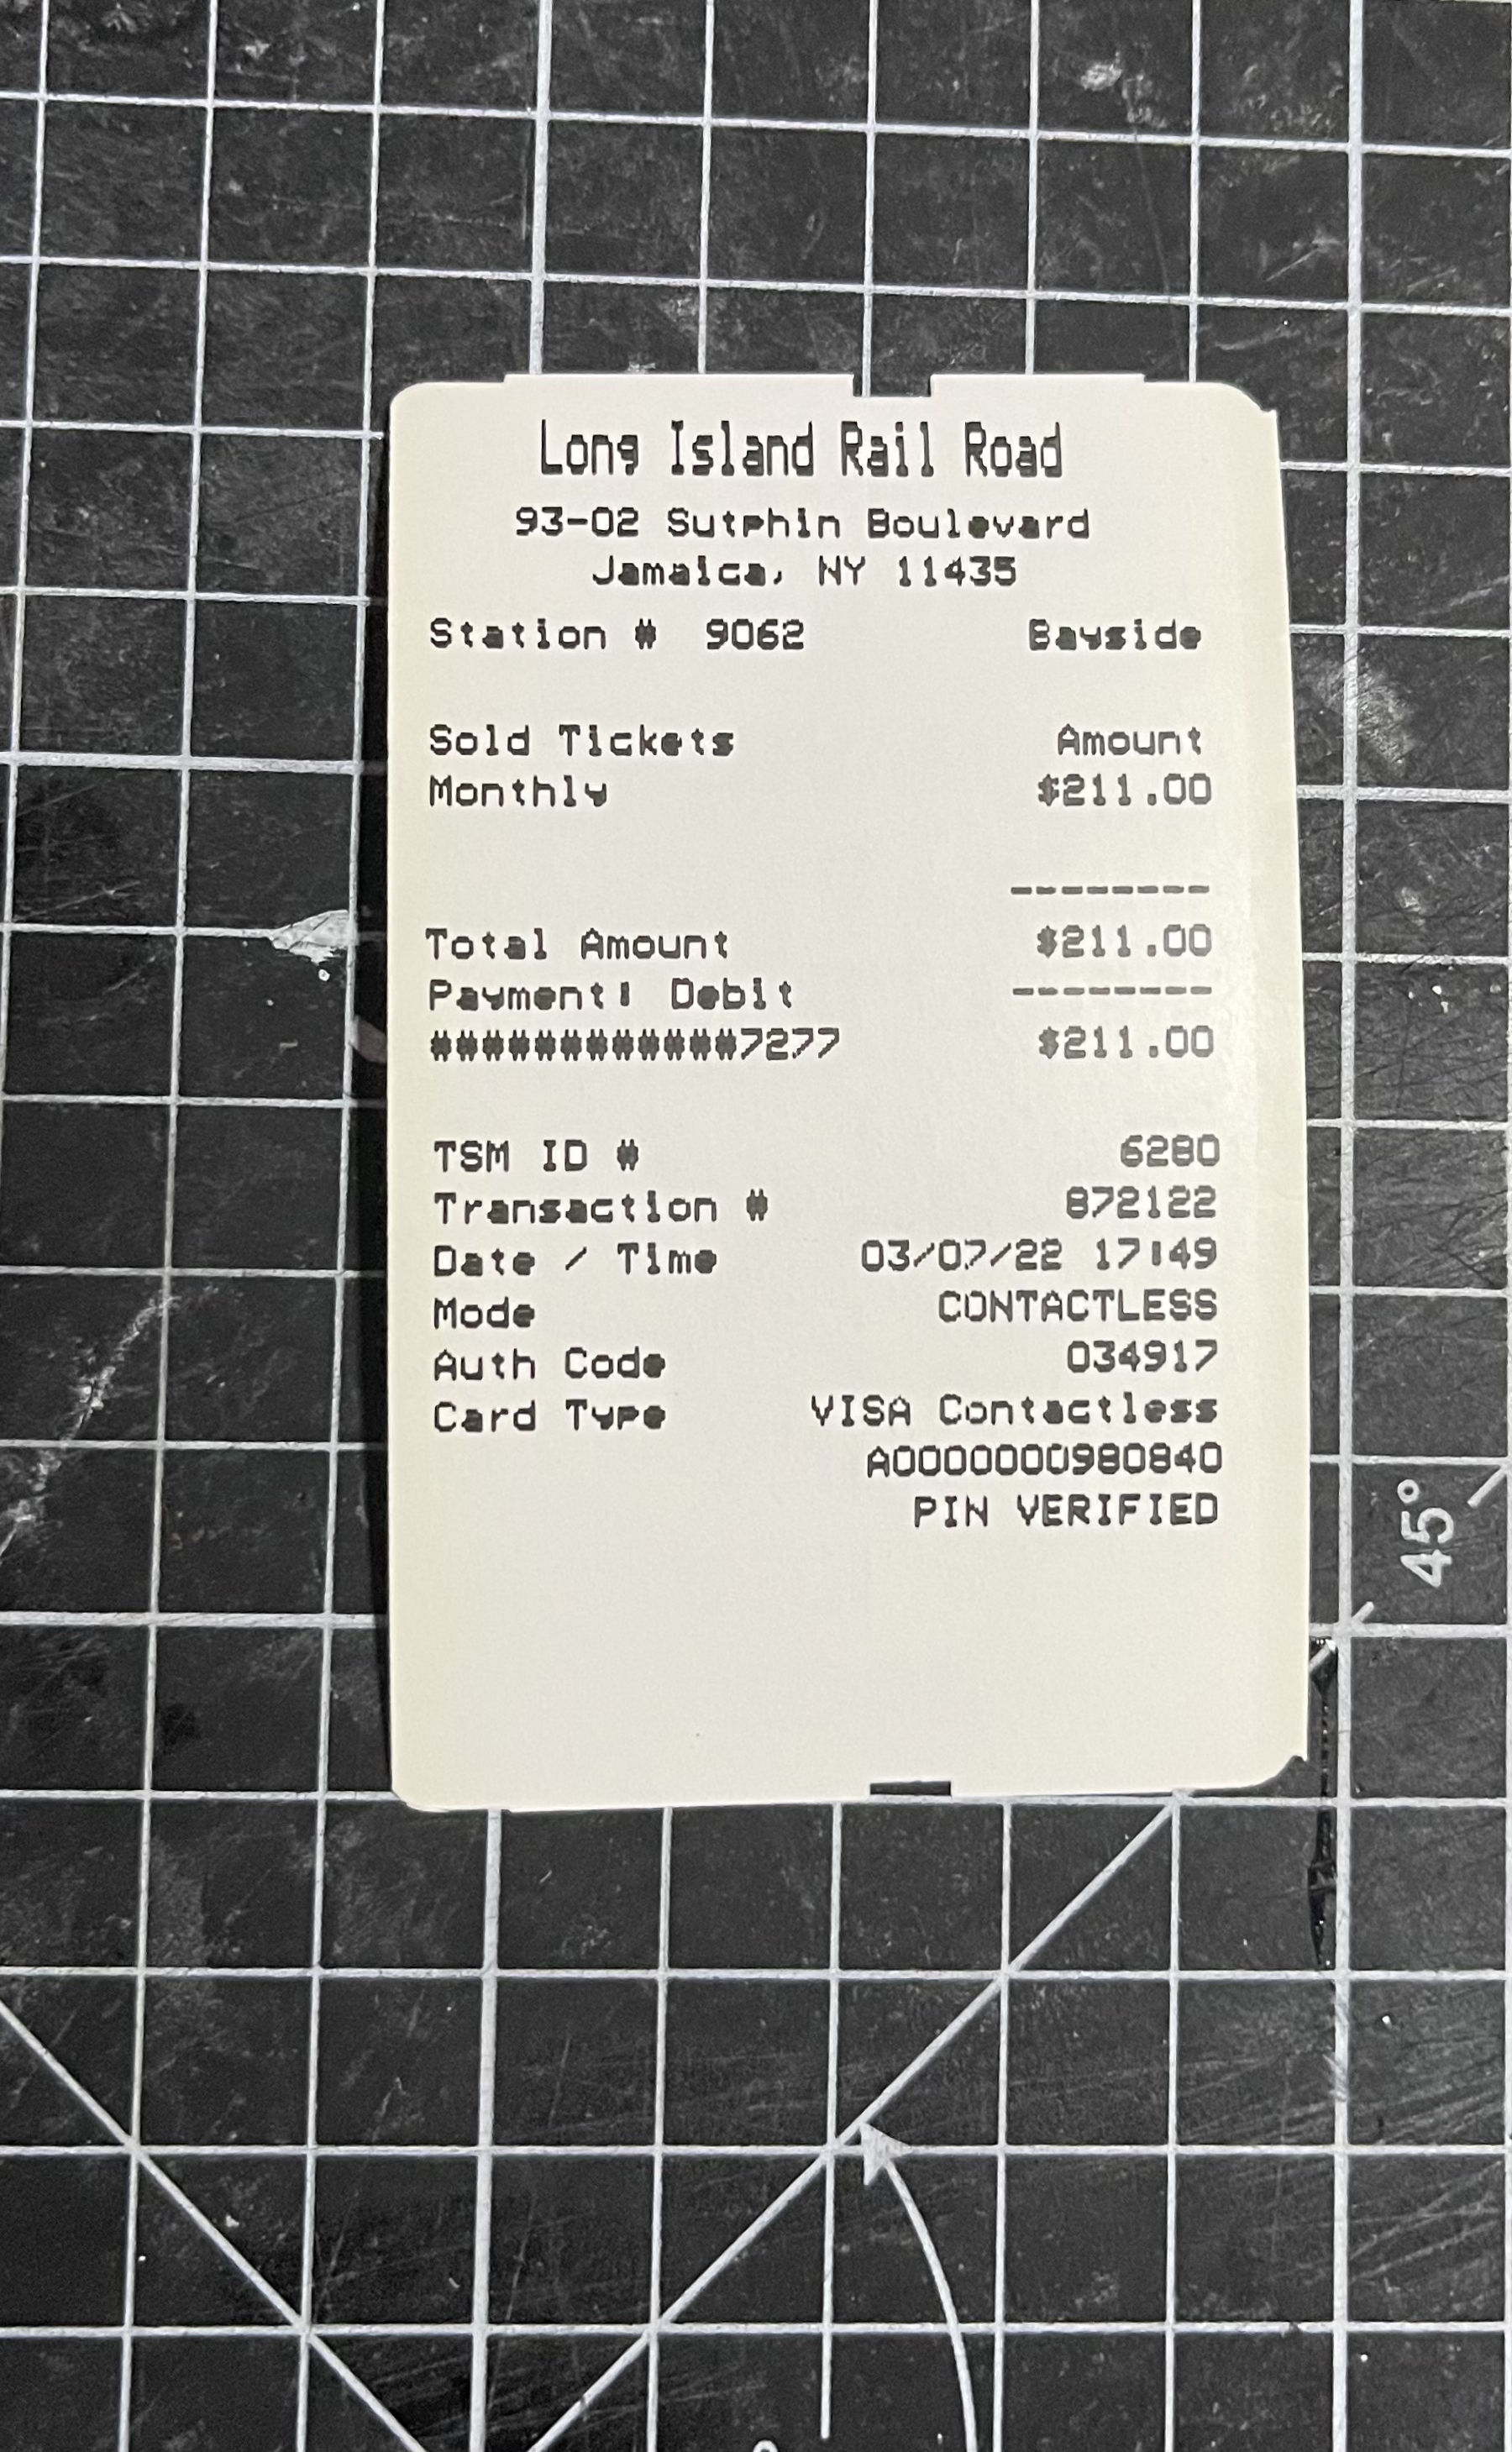 Long Island Rail Road
93-02 Sutphin Boulevard
Jamaica, NY 11435
Station # 9062 Bayside
Sold Tickets Amount
Monthly $211.00
--------
Total Amount $211.00
Payment: Debit --------
############7277 $211.00
TSM ID # 6280
Transaction # 872122
Date / Time 03/07/22 17:49
Mode CONTACTLESS
Auth Code 034917
Card Type VISA Contactless
A0000000980840
PIN VERIFIED
45°